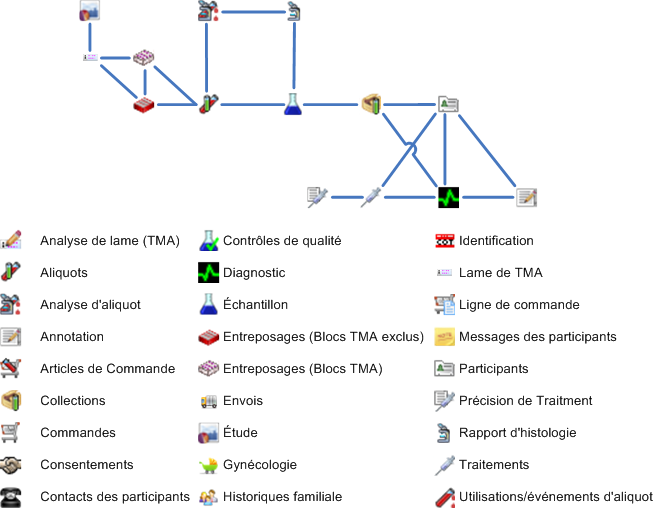 Analyse de lame (TMA) Contrôles de qualité Identification
Aliquots Diagnostic Lame de TMA
Analyse d'aliquot Échantillon Ligne de commande
Annotation Entreposages (Blocs TMA exclus) Messages des participants
Articles de Commande Entreposages (Blocs TMA) Participants
Collections Envois Précision de Traitment
Commandes Étude Rapport d'histologie
Consentements Gynécologie Traitements
Contacts des participants Historiques familiale Utilisations/événements d'aliquot